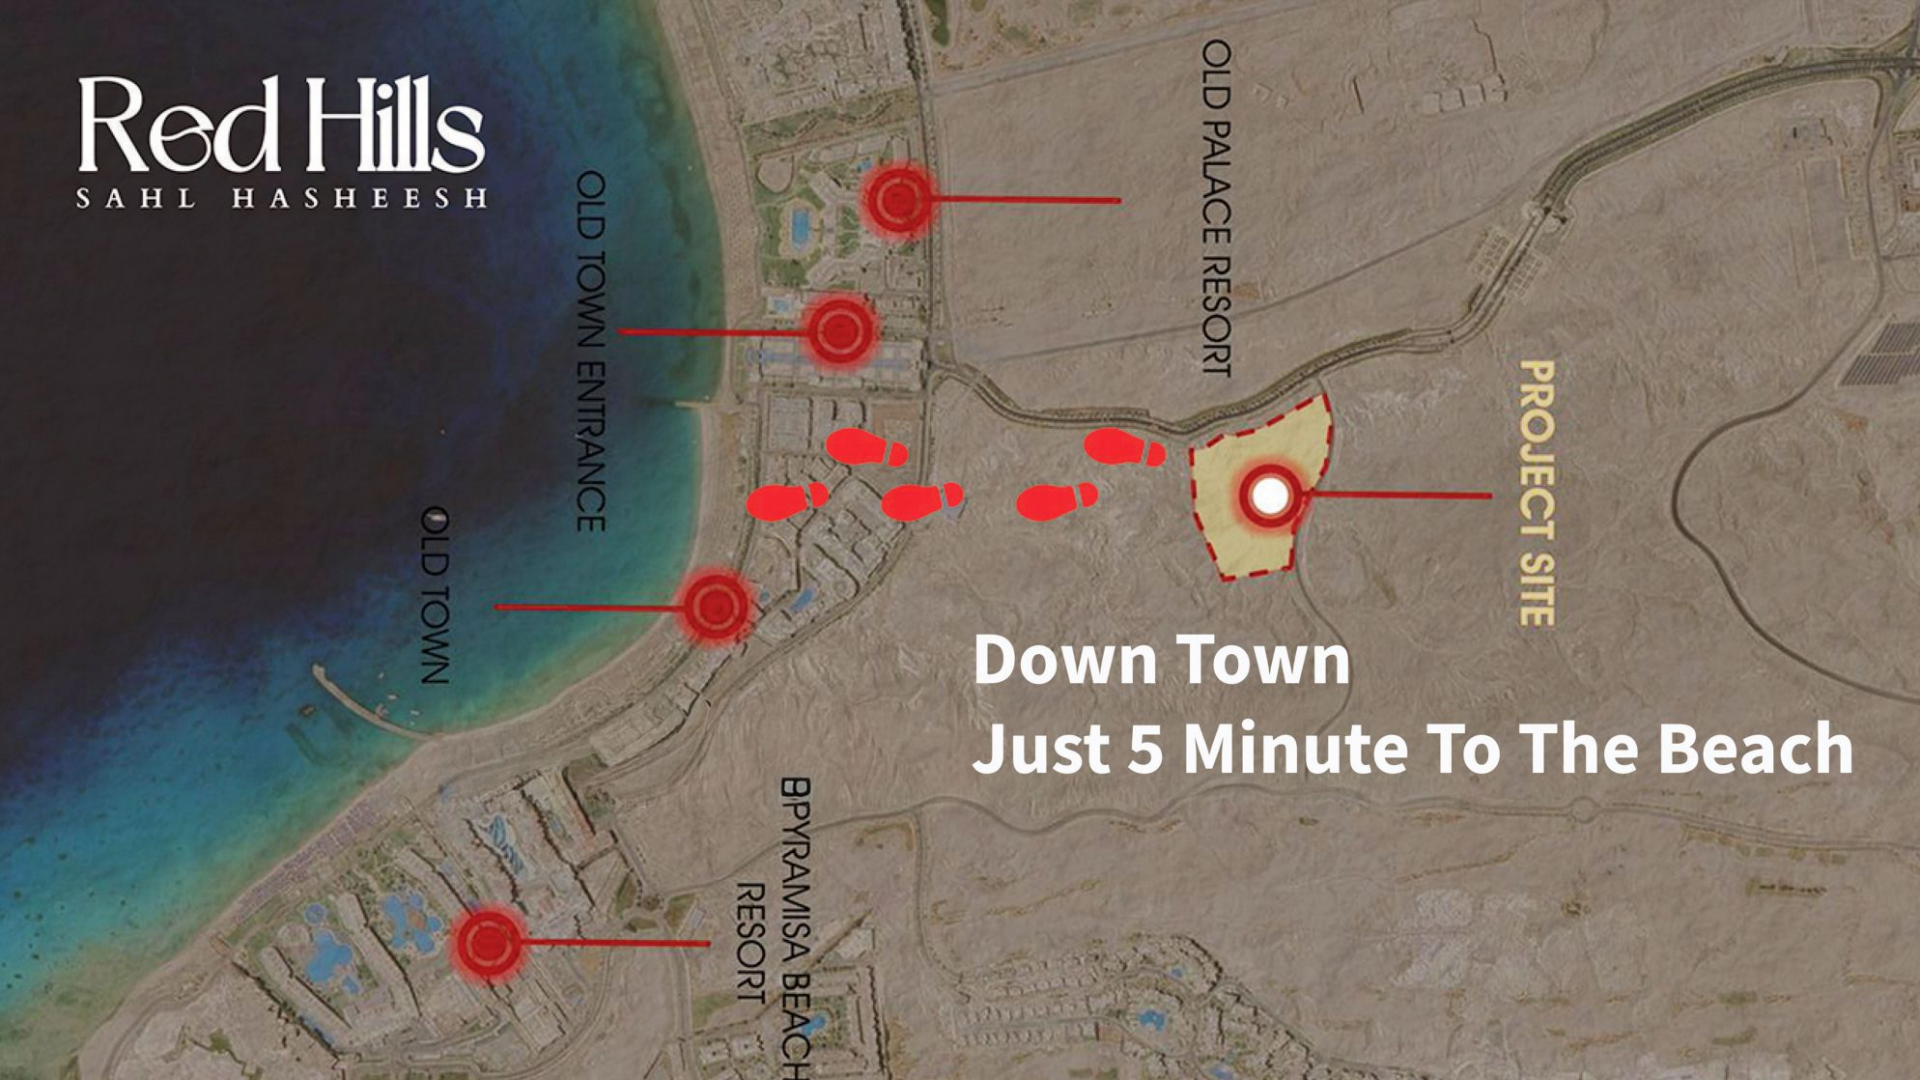 Red Hills
SAHL HASHEESH
OLD PALACE RESORT
OLD TOWN ENTRANCE
PROJECT SITE
OLD TOWN
Down Town
Just 5 Minute To The Beach
PYRAMISA BEACH
RESORT